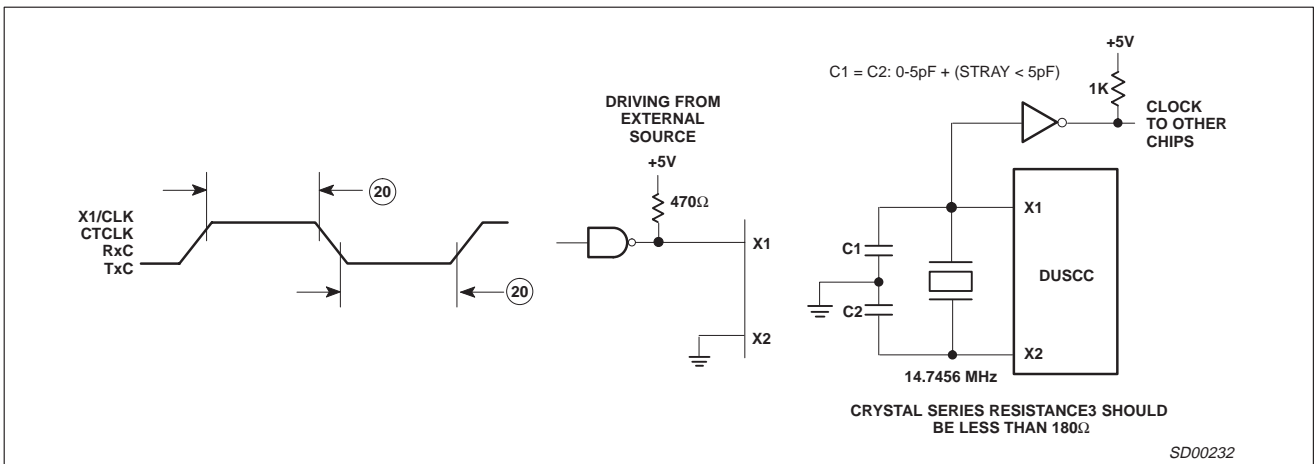 X1/CLK
CTCLK
RxC
TxC
20
20
DRIVING FROM
EXTERNAL
SOURCE
+5V
470Ω
X1
X2
C1 = C2: 0-5pF + (STRAY < 5pF)
+5V
1K
CLOCK
TO OTHER
CHIPS
X1
C1
DUSCC
C2
X2
14.7456 MHz
CRYSTAL SERIES RESISTANCE3 SHOULD
BE LESS THAN 180Ω
SD00232